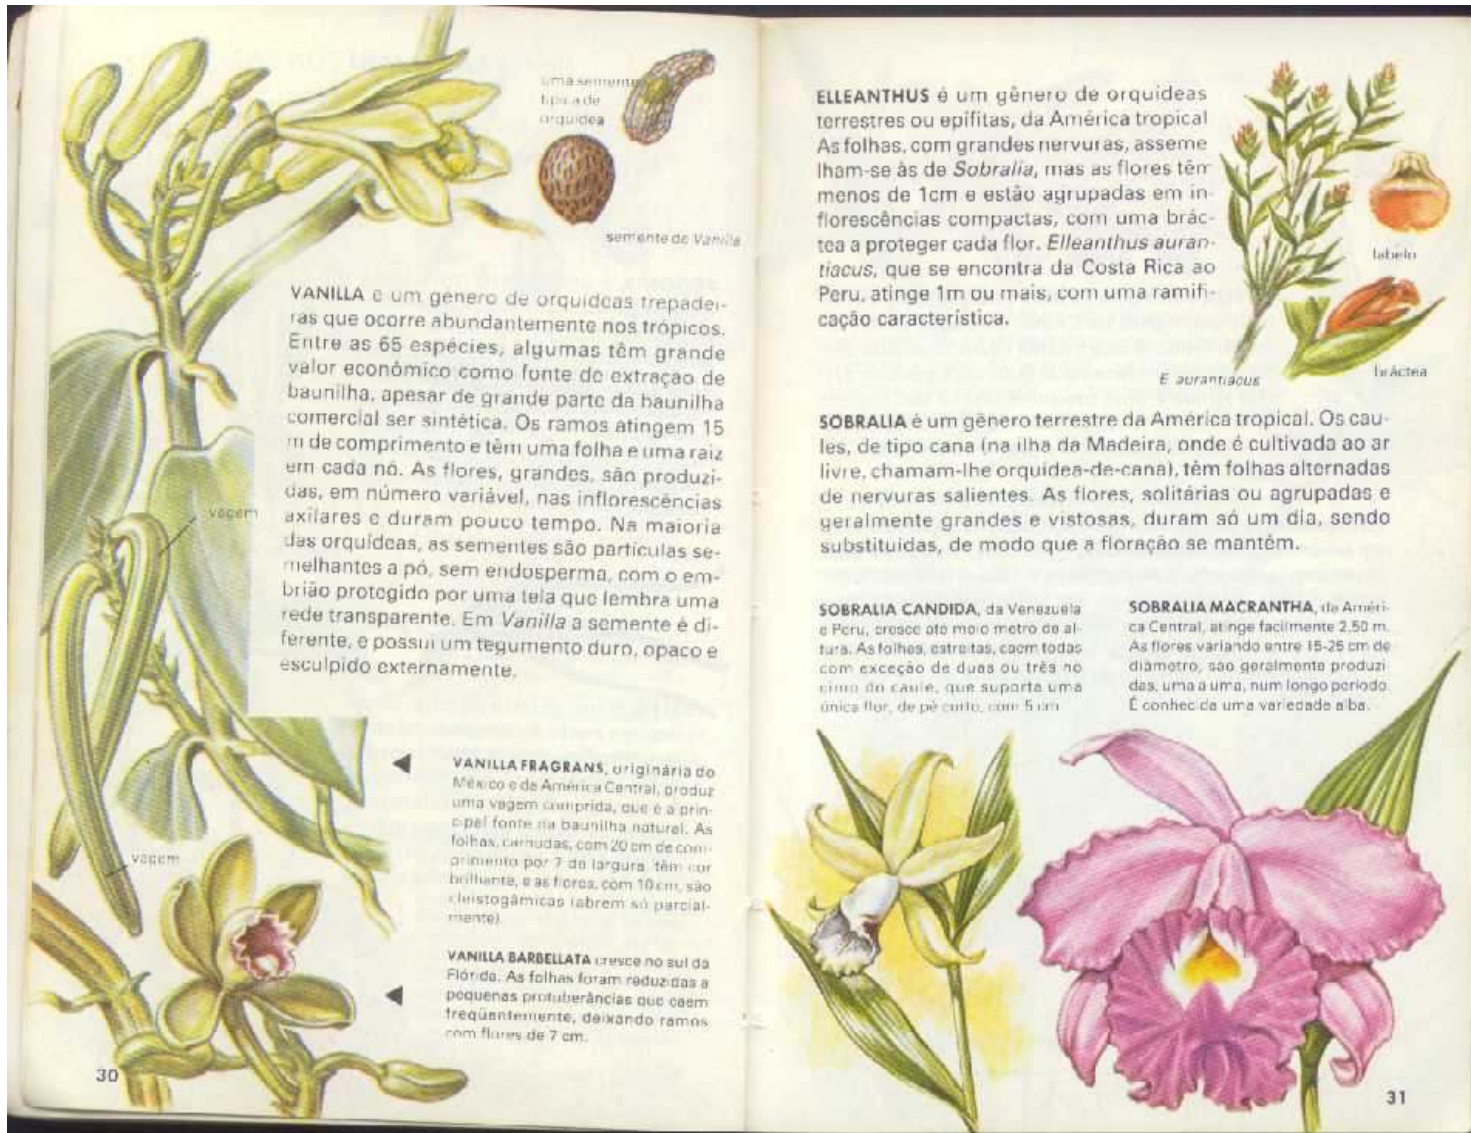 uma semente
típica de
orquídea
semente de Vanilla
VANILLA é um gênero de orquídeas trepadei-
ras que ocorre abundantemente nos trópicos.
Entre as 65 espécies, algumas têm grande
valor econômico como fonte de extração de
baunilha, apesar de grande parte da baunilha
comercial ser sintética. Os ramos atingem 15
m de comprimento e têm uma folha e uma raiz
em cada nó. As flores, grandes, são produzi-
das, em número variável, nas inflorescências
axilares e duram pouco tempo. Na maioria
das orquídeas, as sementes são partículas se-
melhantes a pó, sem endosperma, com o em-
brião protegido por uma tela que lembra uma
rede transparente. Em Vanilla a semente é di-
ferente, e possui um tegumento duro, opaco e
esculpido externamente.
vagem
vagem
VANILLA FRAGRANS, originária do
México e da América Central, produz
uma vagem comprida, que é a prin-
cipal fonte da baunilha natural. As
folhas, carnudas, com 20 cm de com-
primento por 7 de largura, têm cor
brilhante, e as flores, com 10 cm, são
cleistogâmicas (abrem só parcial-
mente).
VANILLA BARBELLATA cresce no sul da
Flórida. As folhas foram reduzidas a
pequenas protuberâncias que caem
freqüentemente, deixando ramos
com flores de 7 cm.
30
ELLEANTHUS é um gênero de orquídeas
terrestres ou epífitas, da América tropical
As folhas, com grandes nervuras, asseme
lham-se às de Sobralia, mas as flores têm
menos de 1cm e estão agrupadas em in-
florescências compactas, com uma brác-
tea a proteger cada flor. Elleanthus auran-
tiacus, que se encontra da Costa Rica ao
Peru, atinge 1m ou mais, com uma ramifi-
cação característica.
labelo
bráctea
E. aurantiacus
SOBRALIA é um gênero terrestre da América tropical. Os cau-
les, de tipo cana (na ilha da Madeira, onde é cultivada ao ar
livre, chamam-lhe orquídea-de-cana), têm folhas alternadas
de nervuras salientes. As flores, solitárias ou agrupadas e
geralmente grandes e vistosas, duram só um dia, sendo
substituídas, de modo que a floração se mantém.
SOBRALIA CANDIDA, da Venezuela
e Peru, cresce até meio metro de al-
tura. As folhas, estreitas, caem todas
com exceção de duas ou três no
cimo do caule, que suporta uma
única flor, de pé curto, com 5 cm
SOBRALIA MACRANTHA, da Améri-
ca Central, atinge facilmente 2,50 m.
As flores variando entre 15-25 cm de
diâmetro, são geralmente produzi-
das, uma a uma, num longo período.
É conhecida uma variedade alba.
31